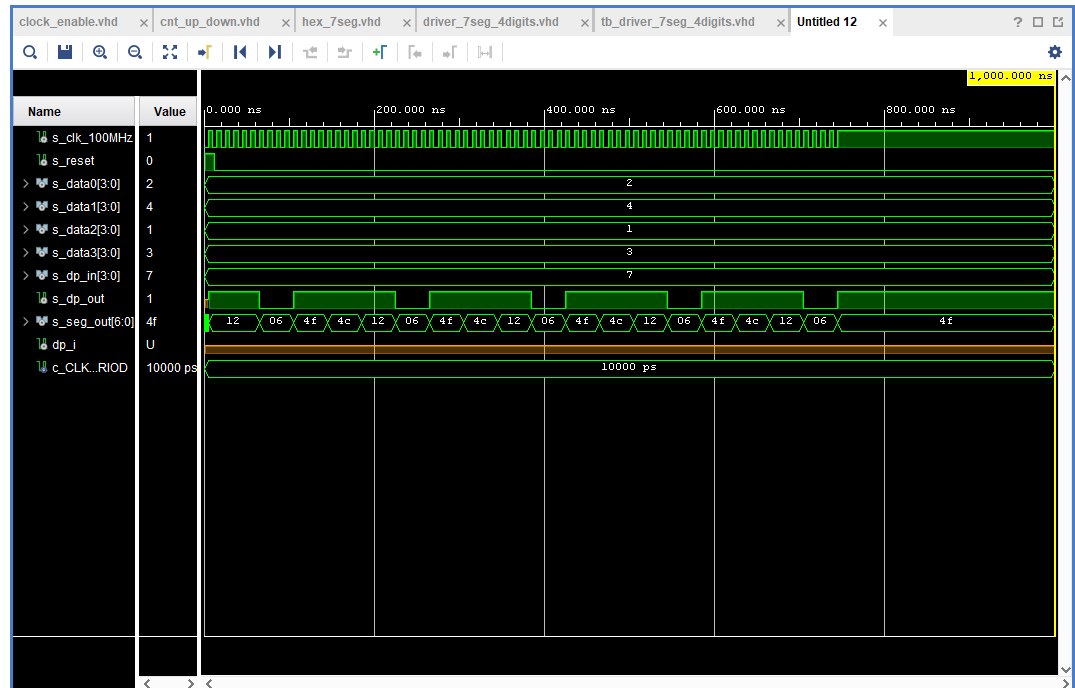 clock_enable.vhd × cnt_up_down.vhd × hex_7seg.vhd × driver_7seg_4digits.vhd × tb_driver_7seg_4digits.vhd × Untitled 12 × ?
1,000.000 ns
Name Value 0.000 ns 200.000 ns 400.000 ns 600.000 ns 800.000 ns
s_clk_100MHz 1
s_reset 0
s_data0[3:0] 2 2
s_data1[3:0] 4 4
s_data2[3:0] 1 1
s_data3[3:0] 3 3
s_dp_in[3:0] 7 7
s_dp_out 1
s_seg_out[6:0] 4f 12 06 4f 4c 12 06 4f 4c 12 06 4f 4c 12 06 4f 4c 12 06 4f
dp_i U
c_CLK...RIOD 10000 ps 10000 ps